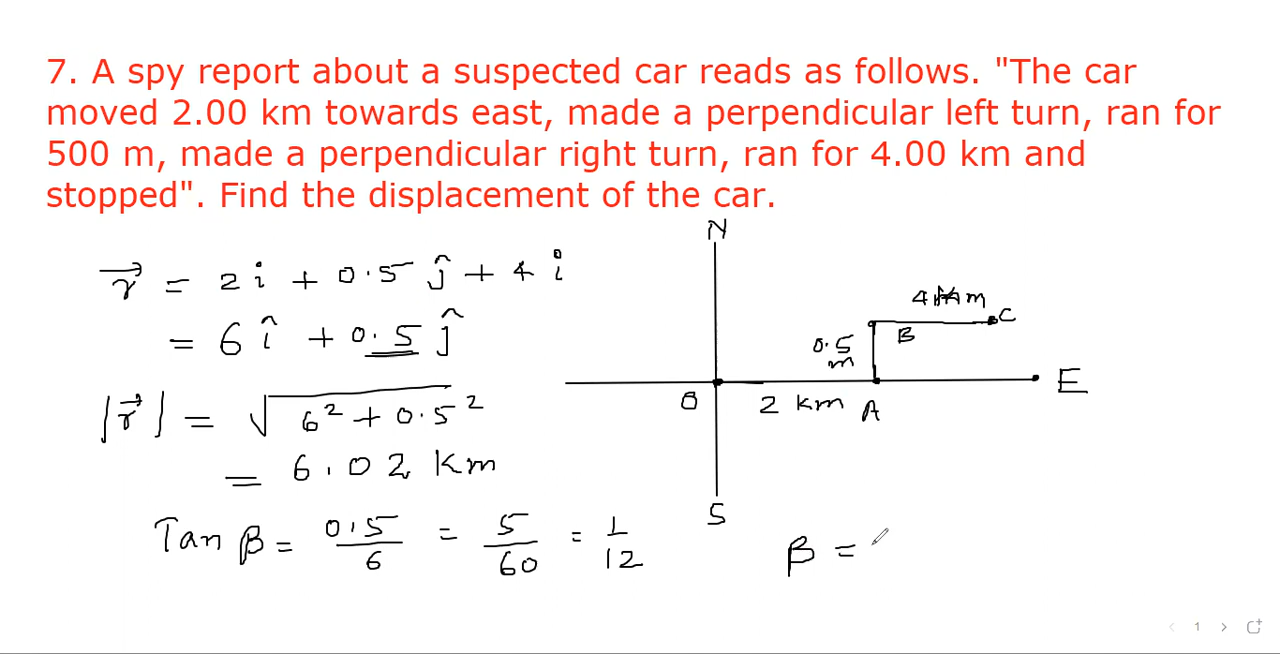 7. A spy report about a suspected car reads as follows. "The car
moved 2.00 km towards east, made a perpendicular left turn, ran for
500 m, made a perpendicular right turn, ran for 4.00 km and
stopped". Find the displacement of the car.
N
r⃗ = 2i + 0.5 ĵ + 4 i
= 6 î + 0.5 ĵ
|r⃗| = √(6² + 0.5²)
= 6.02 Km
Tan β = 0.5/6 = 5/60 = 1/12
4 m
C
B
0.5
m
E
O 2 km A
S
β =
1